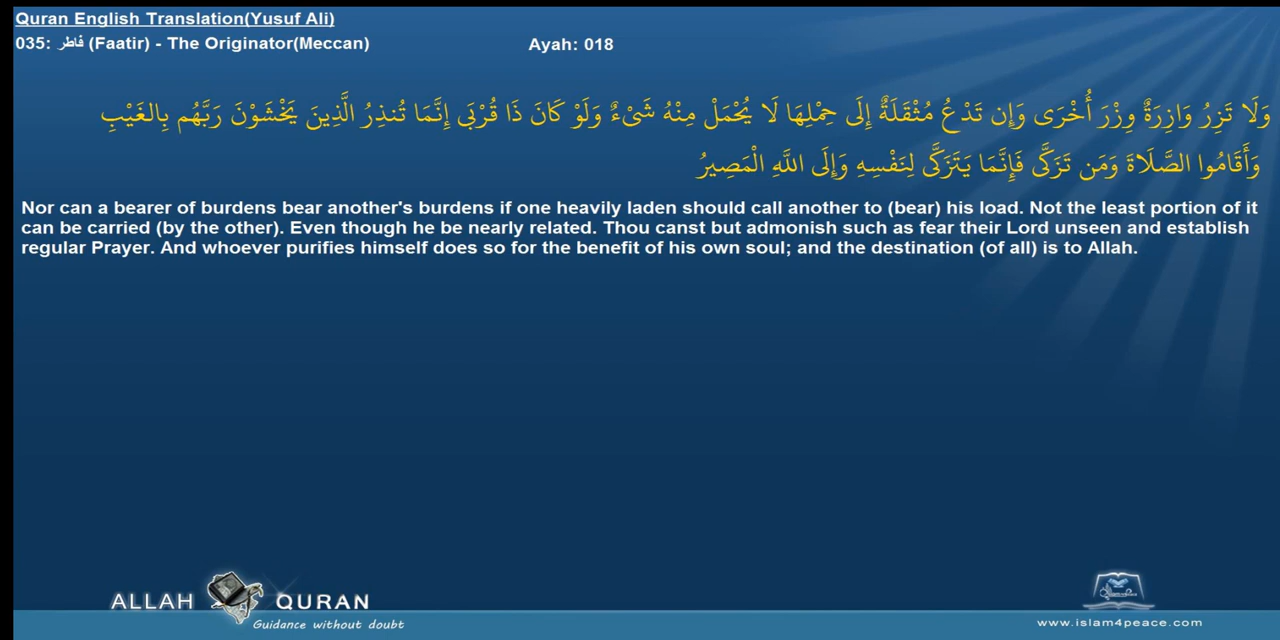 Quran English Translation(Yusuf Ali)
035: فاطر (Faatir) - The Originator(Meccan) Ayah: 018
وَلَا تَزِرُ وَازِرَةٌ وِزْرَ أُخْرَى وَإِن تَدْعُ مُثْقَلَةٌ إِلَى حِمْلِهَا لَا يُحْمَلْ مِنْهُ شَيْءٌ وَلَوْ كَانَ ذَا قُرْبَى إِنَّمَا تُنذِرُ الَّذِينَ يَخْشَوْنَ رَبَّهُم بِالغَيْبِ
وَأَقَامُوا الصَّلَاةَ وَمَن تَزَكَّى فَإِنَّمَا يَتَزَكَّى لِنَفْسِهِ وَإِلَى اللَّهِ الْمَصِيرُ
Nor can a bearer of burdens bear another's burdens if one heavily laden should call another to (bear) his load. Not the least portion of it
can be carried (by the other). Even though he be nearly related. Thou canst but admonish such as fear their Lord unseen and establish
regular Prayer. And whoever purifies himself does so for the benefit of his own soul; and the destination (of all) is to Allah.
ALLAH QURAN
Guidance without doubt
www.islam4peace.com